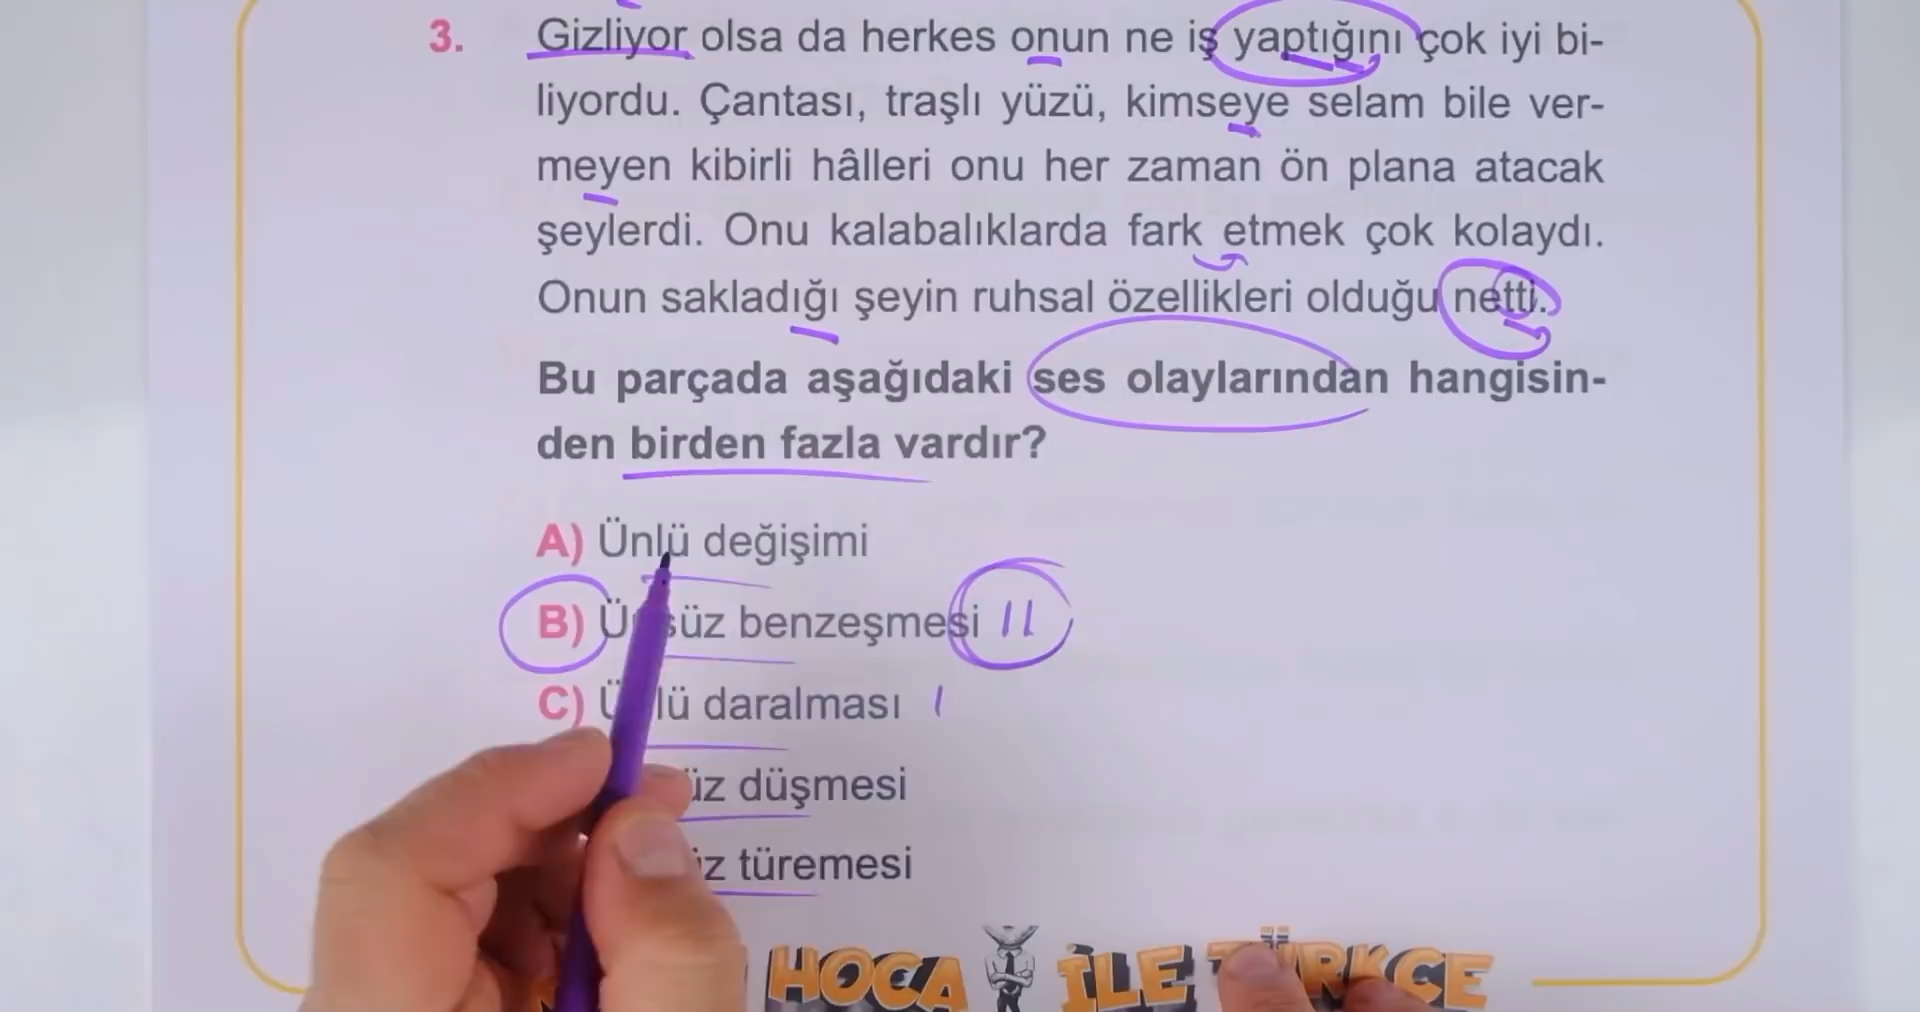 3. Gizliyor olsa da herkes onun ne iş yaptığını çok iyi bi-
liyordu. Çantası, traşlı yüzü, kimseye selam bile ver-
meyen kibirli hâlleri onu her zaman ön plana atacak
şeylerdi. Onu kalabalıklarda fark etmek çok kolaydı.
Onun sakladığı şeyin ruhsal özellikleri olduğu netti.
Bu parçada aşağıdaki ses olaylarından hangisin-
den birden fazla vardır?
A) Ünlü değişimi
B) benzeşmesi II
C) daralması I
düşmesi
türemesi
HOCA İLE TÜRKÇE